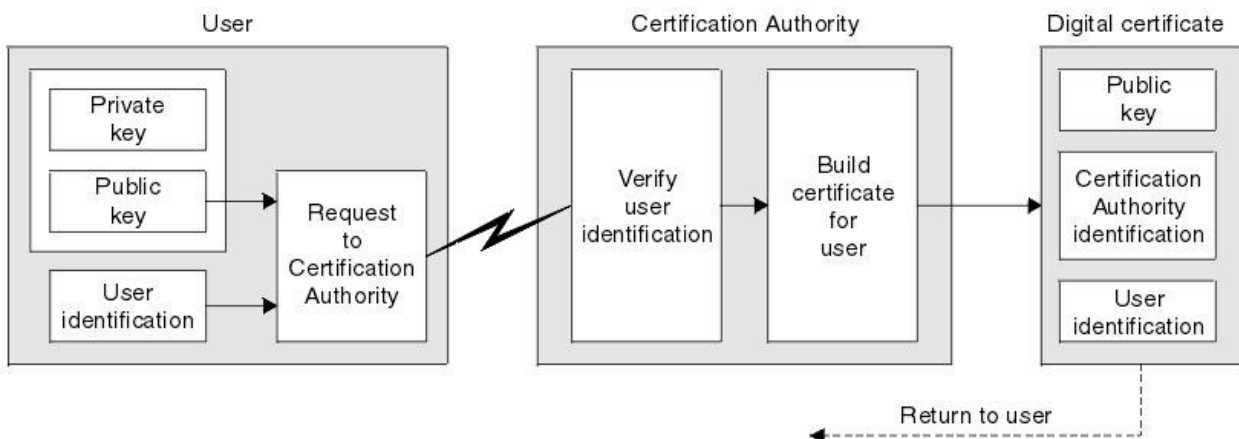 User
Certification Authority
Digital certificate
Private
key
Public
key
User
identification
Request
to
Certification
Authority
Verify
user
identification
Build
certificate
for
user
Public
key
Certification
Authority
identification
User
identification
Return to user